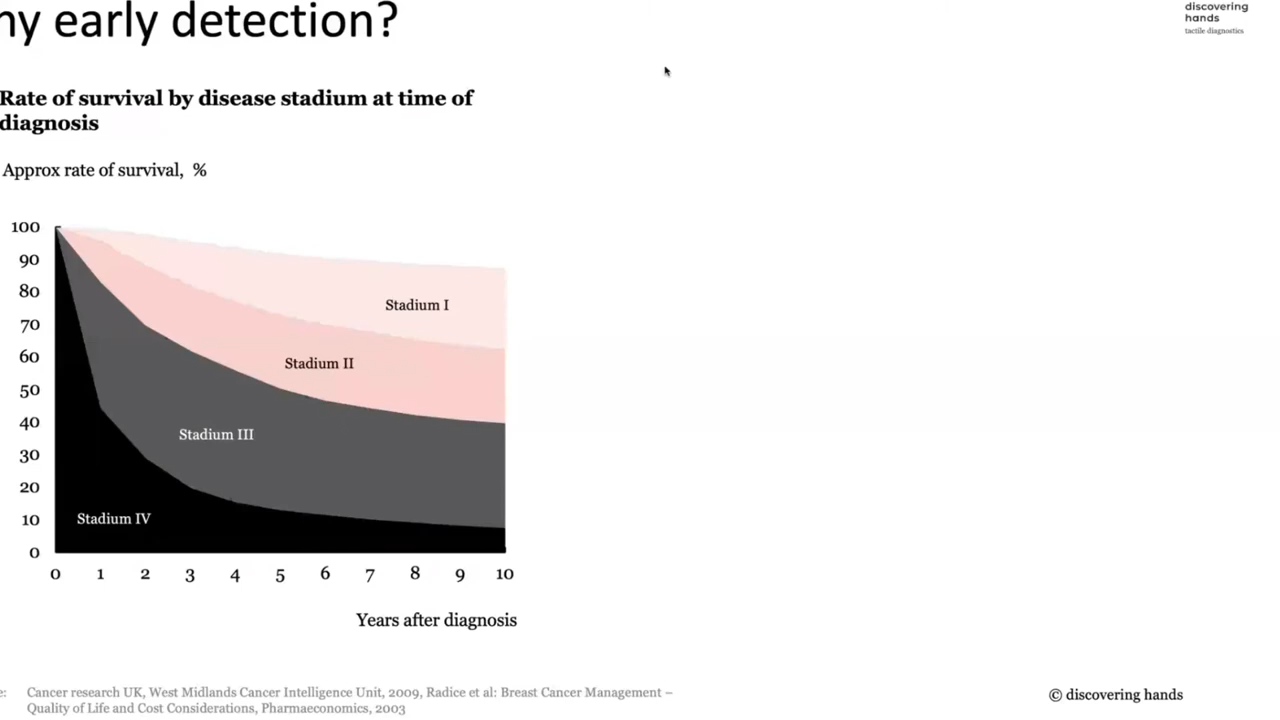 ny early detection?
discovering
hands
tactile diagnostics
Rate of survival by disease stadium at time of
diagnosis
Approx rate of survival, %
100
90
80
70
60
50
40
30
20
10
0
Stadium I
Stadium II
Stadium III
Stadium IV
0 1 2 3 4 5 6 7 8 9 10
Years after diagnosis
e: Cancer research UK, West Midlands Cancer Intelligence Unit, 2009, Radice et al: Breast Cancer Management –
Quality of Life and Cost Considerations, Pharmaeconomics, 2003
© discovering hands